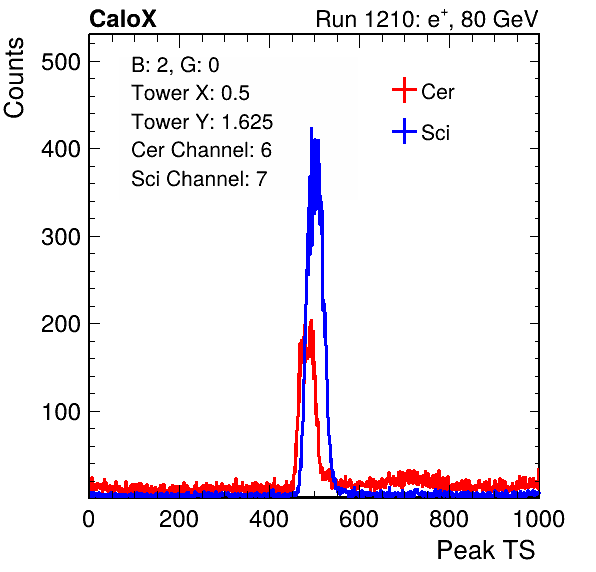 CaloX Run 1210: e⁺, 80 GeV
Counts
500
400
300
200
100
B: 2, G: 0
Tower X: 0.5
Tower Y: 1.625
Cer Channel: 6
Sci Channel: 7
Cer
Sci
0 200 400 600 800 1000
Peak TS